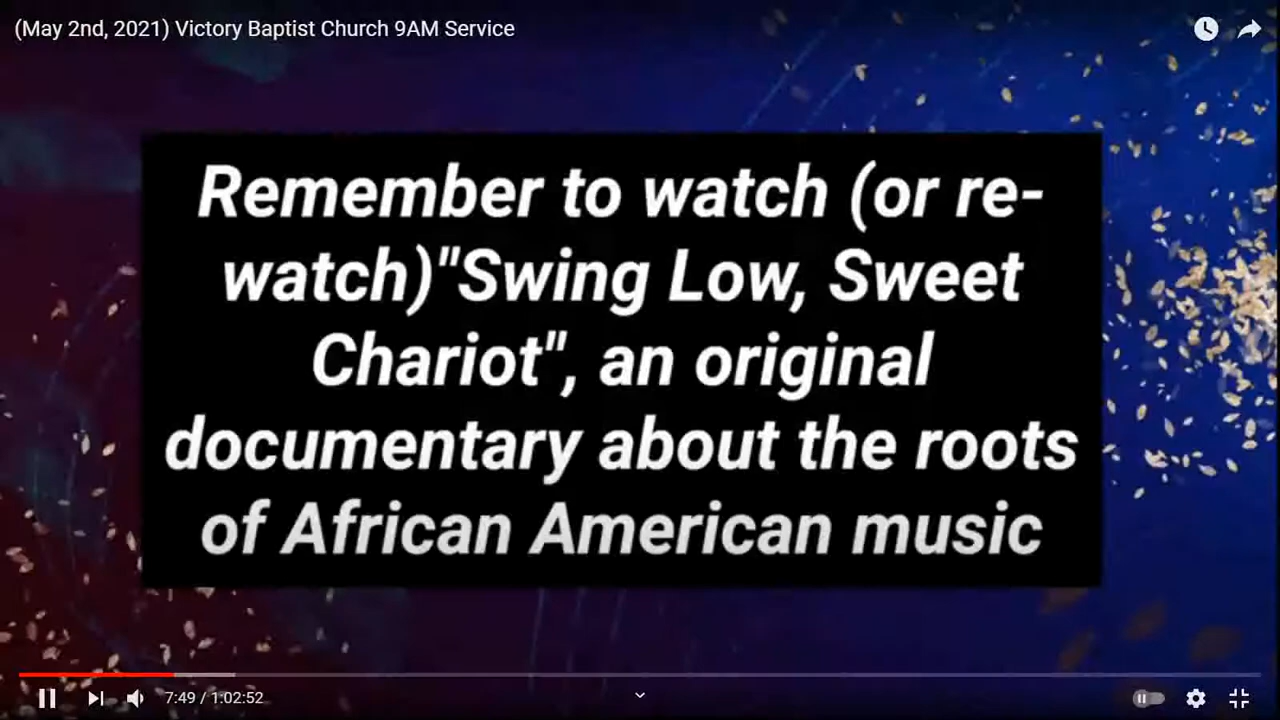 (May 2nd, 2021) Victory Baptist Church 9AM Service
Remember to watch (or re-
watch)"Swing Low, Sweet
Chariot", an original
documentary about the roots
of African American music
7:49 / 1:02:52